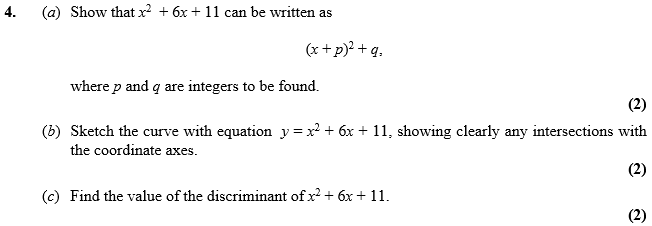 4. (a) Show that x² + 6x + 11 can be written as
(x + p)² + q,
where p and q are integers to be found.
(2)
(b) Sketch the curve with equation y = x² + 6x + 11, showing clearly any intersections with
the coordinate axes.
(2)
(c) Find the value of the discriminant of x² + 6x + 11.
(2)